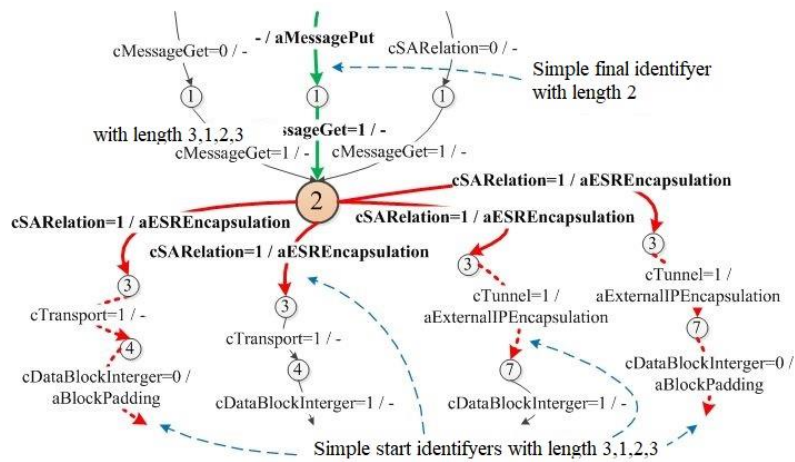 - / aMessagePut
cMessageGet=0 / -
cSARelation=0 / -
Simple final identifyer
with length 2
1
1
1
with length 3,1,2,3
ssageGet=1 / -
cMessageGet=1 / -
cMessageGet=1 / -
cSARelation=1 / aESREncapsulation
2
cSARelation=1 / aESREncapsulation
cSARelation=1 / aESREncapsulation
cSARelation=1 / aESREncapsulation
3
3
3
3
cTunnel=1 /
aExternalIPEncapsulation
cTunnel=1 /
aExternalIPEncapsulation
cTransport=1 / -
cTransport=1 / -
7
4
4
7
cDataBlockInterger=0 /
aBlockPadding
cDataBlockInterger=0 /
aBlockPadding
cDataBlockInterger=1 / -
cDataBlockInterger=1 / -
Simple start identifyers with length 3,1,2,3